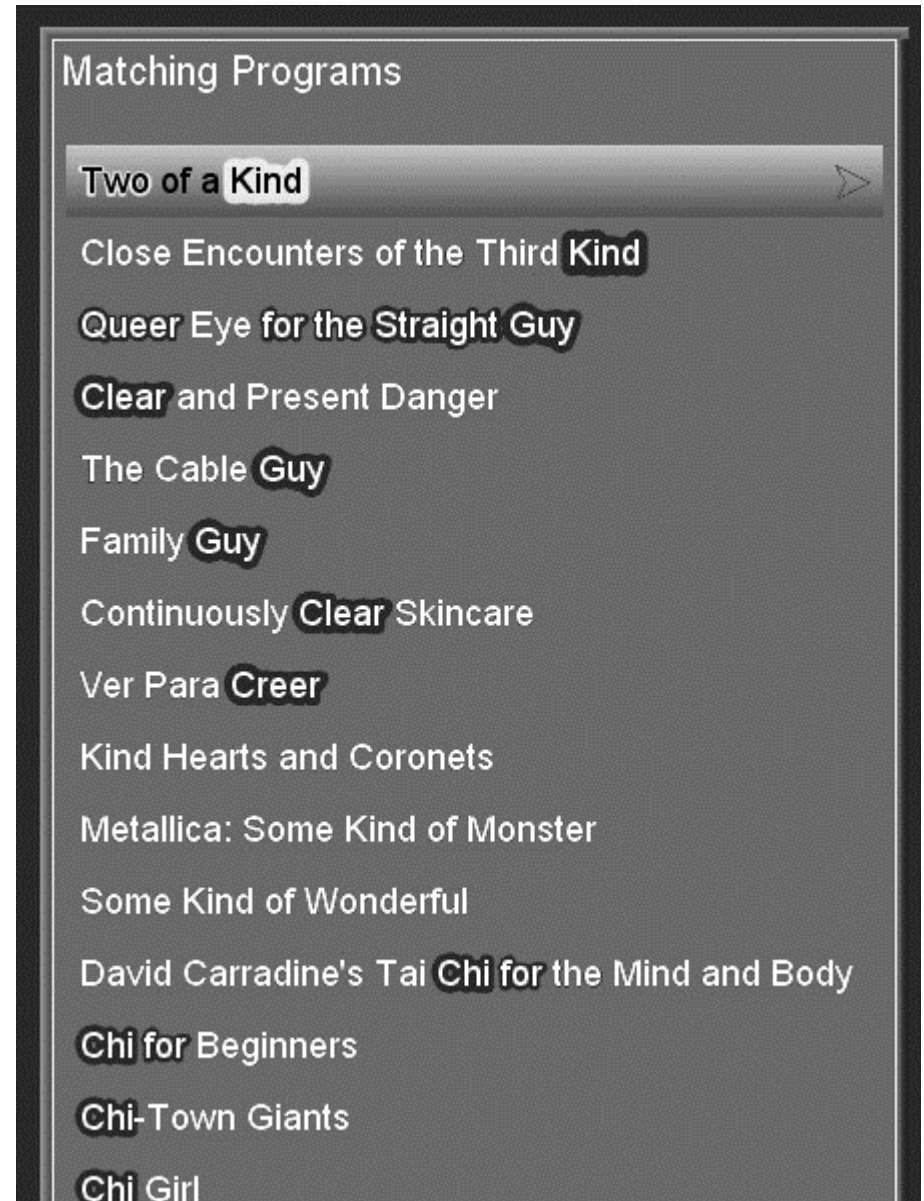 Matching Programs
Two of a Kind
Close Encounters of the Third Kind
Queer Eye for the Straight Guy
Clear and Present Danger
The Cable Guy
Family Guy
Continuously Clear Skincare
Ver Para Creer
Kind Hearts and Coronets
Metallica: Some Kind of Monster
Some Kind of Wonderful
David Carradine's Tai Chi for the Mind and Body
Chi for Beginners
Chi-Town Giants
Chi Girl